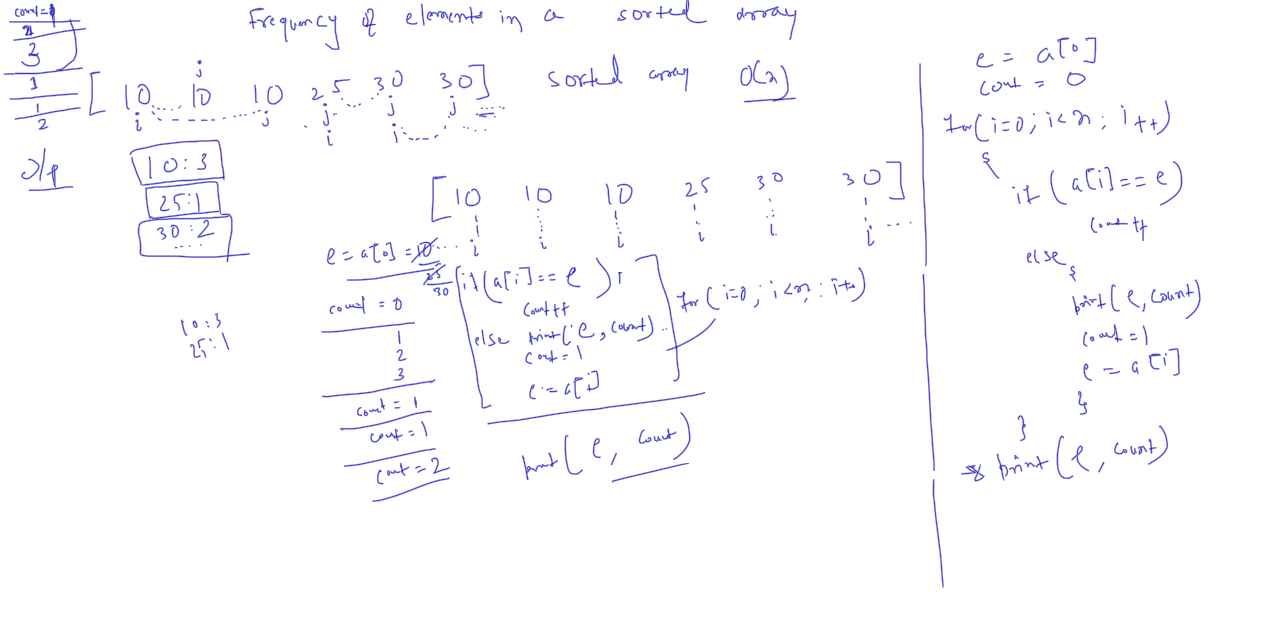 Frequency of elements in a sorted array
count=1
2
3
1
1
2
j
[ 10 10 10 25 30 30 ] sorted array O(n)
i j j j j
i i
O/p
10:3
25:1
30:2
[ 10 10 10 25 30 30 ]
i i i i i i
e = a[0] = 10
25
30
count = 0
1
2
3
count = 1
count = 1
count = 2
10:3
25:1
if (a[i] == e)
count++
else print(e, count)
count = 1
e = a[i]
for (i=0; i<n; i++)
print(e, count)
e = a[0]
count = 0
for (i=0; i<n; i++)
{
if (a[i] == e)
count++
else
{
print(e, count)
count = 1
e = a[i]
}
}
print(e, count)